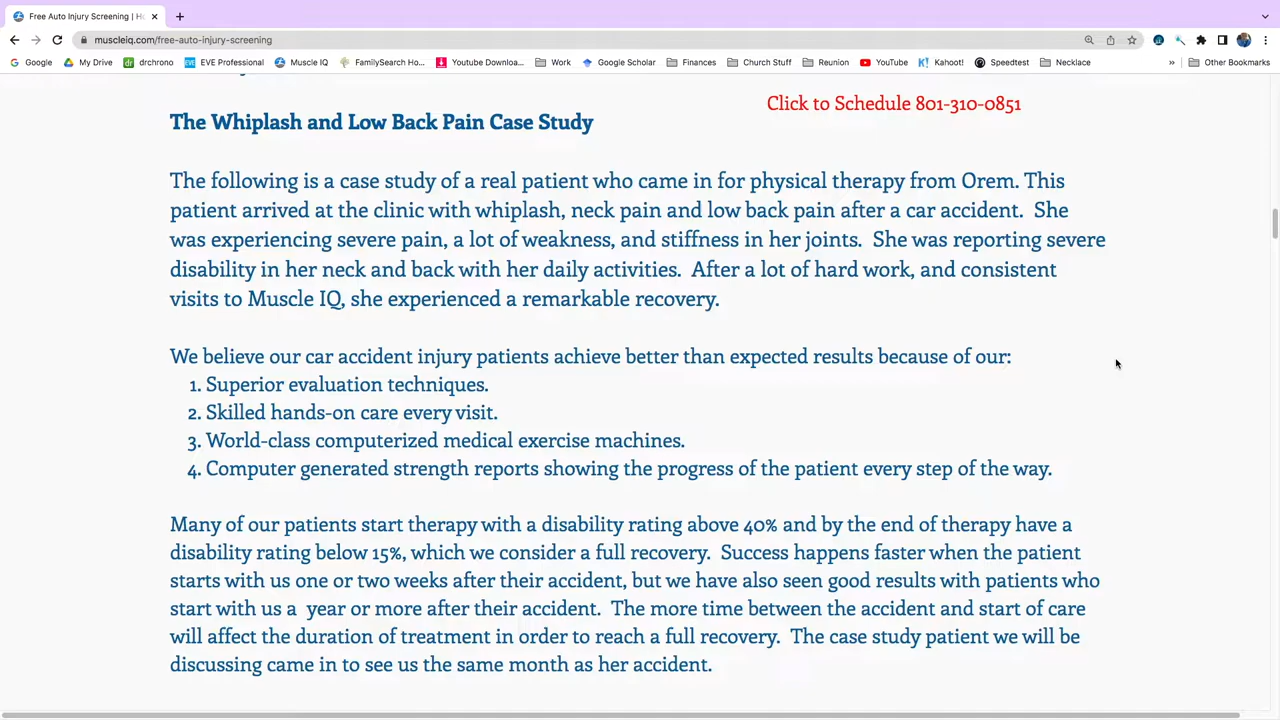 Free Auto Injury Screening | H
muscleiq.com/free-auto-injury-screening
Google My Drive drchrono EVE Professional Muscle IQ FamilySearch Ho... Youtube Downloa... Work Google Scholar Finances Church Stuff Reunion YouTube Kahoot! Speedtest Necklace » Other Bookmarks
Click to Schedule 801-310-0851
The Whiplash and Low Back Pain Case Study
The following is a case study of a real patient who came in for physical therapy from Orem. This
patient arrived at the clinic with whiplash, neck pain and low back pain after a car accident. She
was experiencing severe pain, a lot of weakness, and stiffness in her joints. She was reporting severe
disability in her neck and back with her daily activities. After a lot of hard work, and consistent
visits to Muscle IQ, she experienced a remarkable recovery.
We believe our car accident injury patients achieve better than expected results because of our:
1. Superior evaluation techniques.
2. Skilled hands-on care every visit.
3. World-class computerized medical exercise machines.
4. Computer generated strength reports showing the progress of the patient every step of the way.
Many of our patients start therapy with a disability rating above 40% and by the end of therapy have a
disability rating below 15%, which we consider a full recovery. Success happens faster when the patient
starts with us one or two weeks after their accident, but we have also seen good results with patients who
start with us a year or more after their accident. The more time between the accident and start of care
will affect the duration of treatment in order to reach a full recovery. The case study patient we will be
discussing came in to see us the same month as her accident.